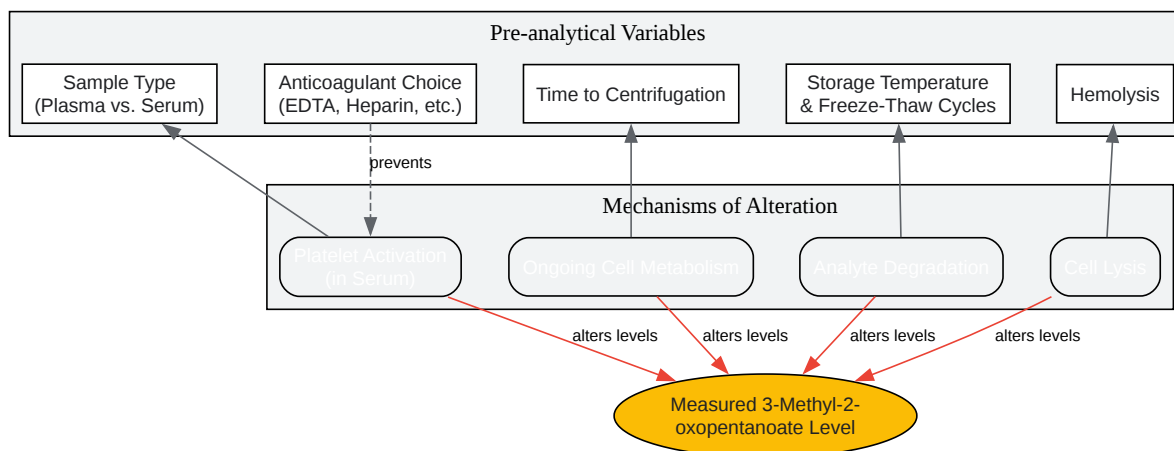 Pre-analytical Variables
Sample Type
(Plasma vs. Serum)
Anticoagulant Choice
(EDTA, Heparin, etc.)
Time to Centrifugation
Storage Temperature
& Freeze-Thaw Cycles
Hemolysis
prevents
Mechanisms of Alteration
Platelet Activation
(in Serum)
Ongoing Cell Metabolism
Analyte Degradation
Cell Lysis
alters levels
alters levels
alters levels
alters levels
Measured 3-Methyl-2-
oxopentanoate Level